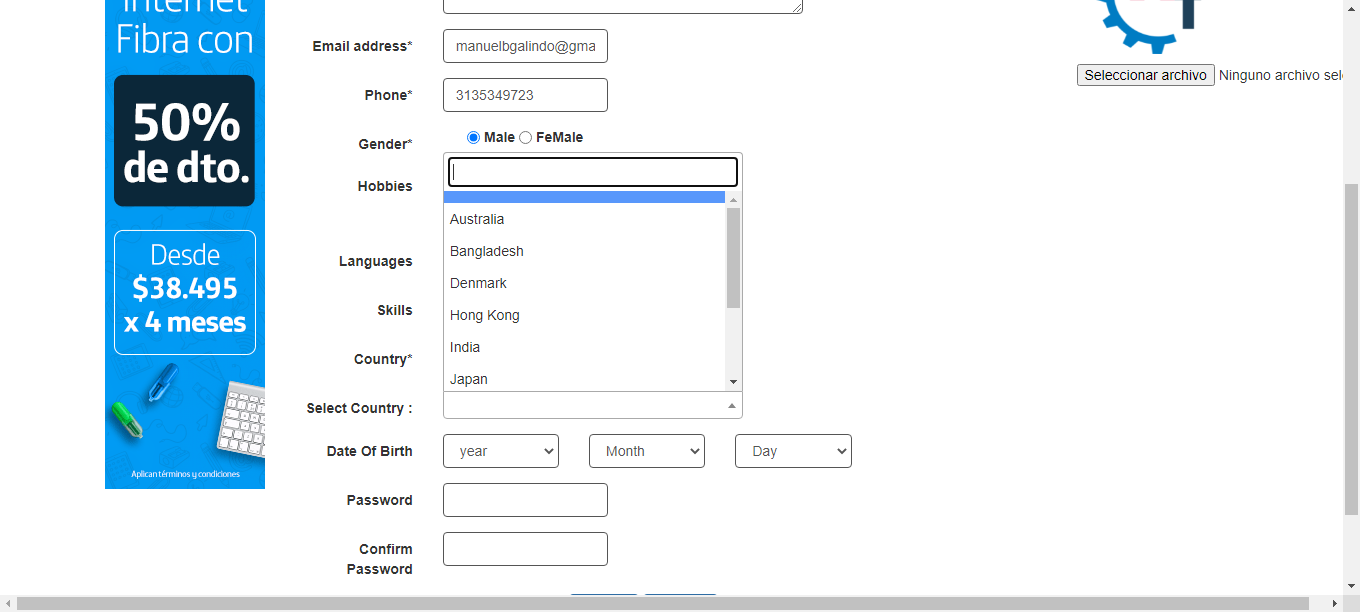 Internet
Fibra con
50%
de dto.
Desde
$38.495
x 4 meses
Aplican términos y condiciones
Email address*
manuelbgalindo@gma
Phone*
3135349723
Gender*
Male
FeMale
Hobbies
Languages
Skills
Country*
Select Country :
Australia
Bangladesh
Denmark
Hong Kong
India
Japan
Date Of Birth
year
Month
Day
Password
Confirm
Password
Seleccionar archivo
Ninguno archivo sel